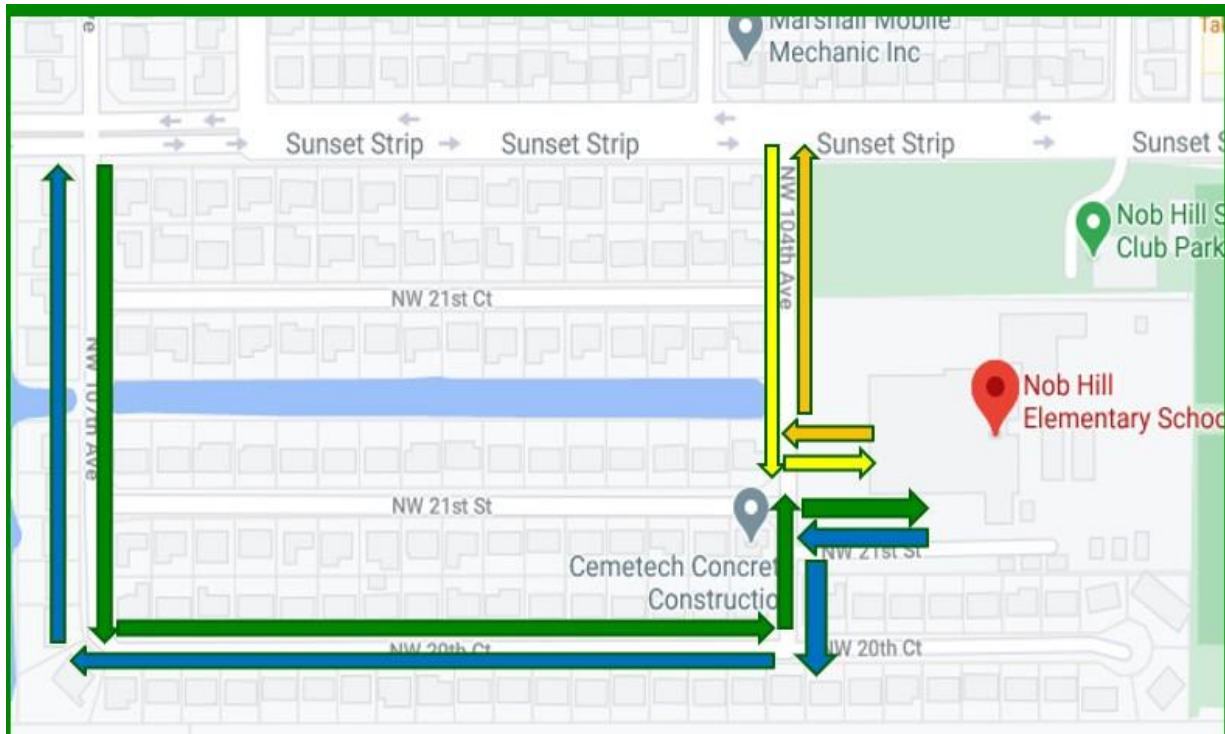 Marshall Mobile
Mechanic Inc
Sunset Strip
Sunset Strip
Sunset Strip
Sunset S
NW 104th Ave
Nob Hill S
Club Park
NW 21st Ct
NW 107th Ave
Nob Hill
Elementary Schoo
NW 21st St
Cemetech Concret
Constructio
NW 21st St
NW 20th Ct
NW 20th Ct